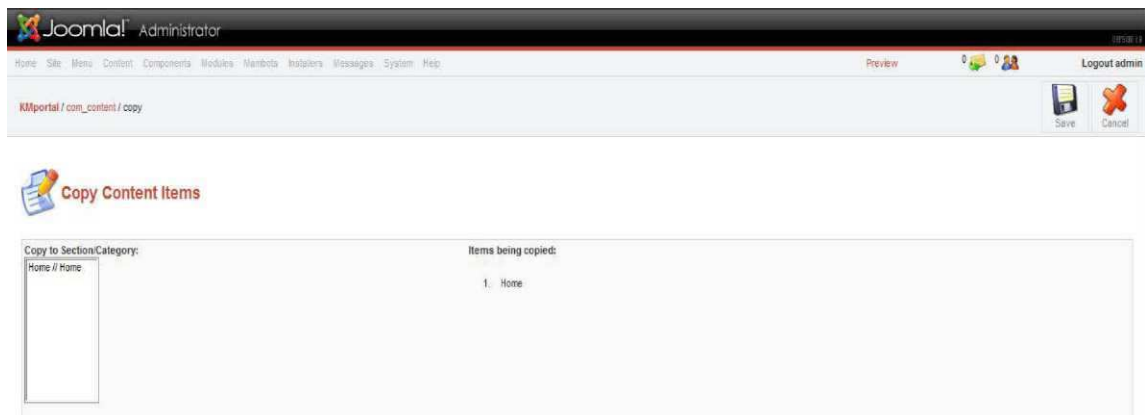 Joomla! Administrator
Home Site Menu Content Components Modules Mambots Installers Messages System Help
Preview 0 0 Logout admin
KMportal / com_content / copy
Save Cancel
Copy Content Items
Copy to Section/Category: Items being copied:
Home // Home
1. Home